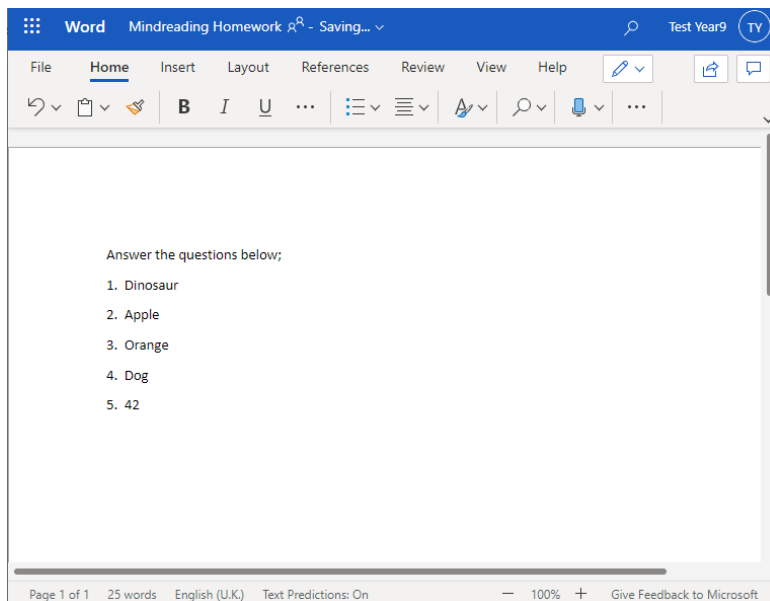 Word Mindreading Homework - Saving... Test Year9 TY
File Home Insert Layout References Review View Help
B I U ...
Answer the questions below;
1. Dinosaur
2. Apple
3. Orange
4. Dog
5. 42
Page 1 of 1 25 words English (U.K.) Text Predictions: On 100% Give Feedback to Microsoft